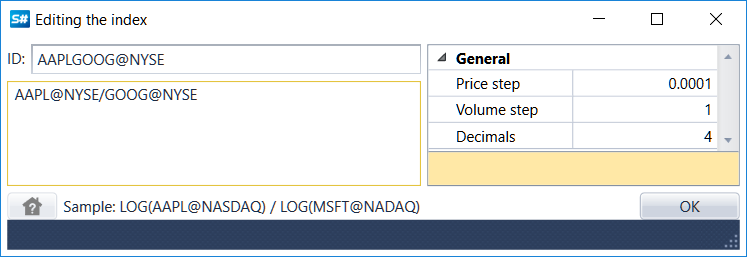 S# Editing the index
ID: AAPLGOOG@NYSE
AAPL@NYSE/GOOG@NYSE
General
Price step 0.0001
Volume step 1
Decimals 4
Sample: LOG(AAPL@NASDAQ) / LOG(MSFT@NADAQ)
OK